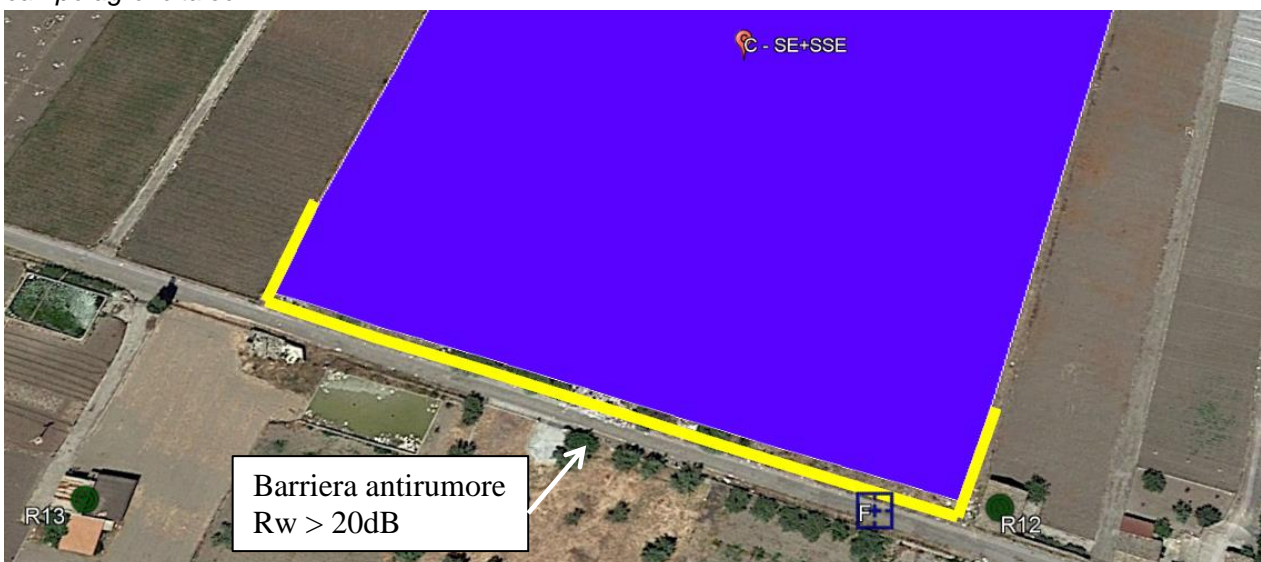 C - SE+SSE
Barriera antirumore
Rw > 20dB
F
R13
R12